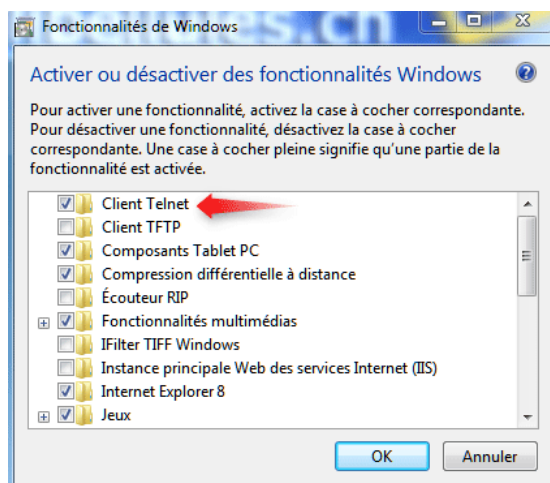 Fonctionnalités de Windows
Activer ou désactiver des fonctionnalités Windows
Pour activer une fonctionnalité, activez la case à cocher correspondante.
Pour désactiver une fonctionnalité, désactivez la case à cocher
correspondante. Une case à cocher pleine signifie qu'une partie de la
fonctionnalité est activée.
Client Telnet
Client TFTP
Composants Tablet PC
Compression différentielle à distance
Écouteur RIP
Fonctionnalités multimédias
IFilter TIFF Windows
Instance principale Web des services Internet (IIS)
Internet Explorer 8
Jeux
OK
Annuler